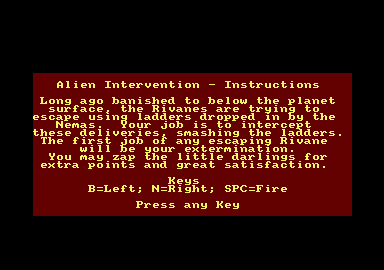 Alien Intervention - Instructions
Long ago banished to below the planet
surface, the Rivanes are trying to
escape using ladders dropped in by the
Nemas.  Your job is to intercept
these deliveries, smashing the ladders.
The first job of any escaping Rivane
will be your extermination.
You may zap the little darlings for
extra points and great satisfaction.
Keys
B=Left; N=Right; SPC=Fire
Press any Key